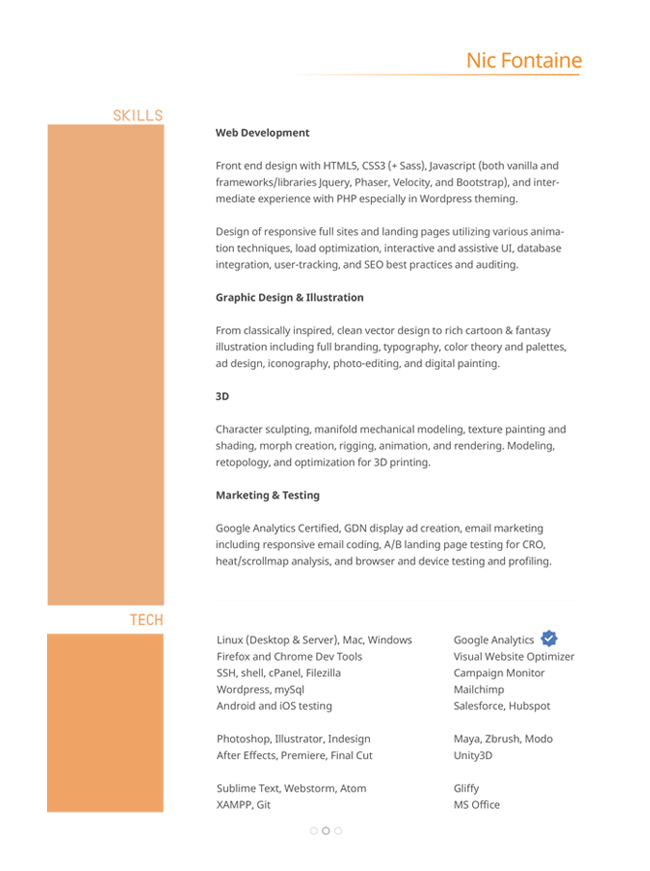 Nic Fontaine
SKILLS
Web Development
Front end design with HTML5, CSS3 (+ Sass), Javascript (both vanilla and
frameworks/libraries Jquery, Phaser, Velocity, and Bootstrap), and inter-
mediate experience with PHP especially in Wordpress theming.
Design of responsive full sites and landing pages utilizing various anima-
tion techniques, load optimization, interactive and assistive UI, database
integration, user-tracking, and SEO best practices and auditing.
Graphic Design & Illustration
From classically inspired, clean vector design to rich cartoon & fantasy
illustration including full branding, typography, color theory and palettes,
ad design, iconography, photo-editing, and digital painting.
3D
Character sculpting, manifold mechanical modeling, texture painting and
shading, morph creation, rigging, animation, and rendering. Modeling,
retopology, and optimization for 3D printing.
Marketing & Testing
Google Analytics Certified, GDN display ad creation, email marketing
including responsive email coding, A/B landing page testing for CRO,
heat/scrollmap analysis, and browser and device testing and profiling.
TECH
Linux (Desktop & Server), Mac, Windows
Firefox and Chrome Dev Tools
SSH, shell, cPanel, Filezilla
Wordpress, mySql
Android and iOS testing
Photoshop, Illustrator, Indesign
After Effects, Premiere, Final Cut
Sublime Text, Webstorm, Atom
XAMPP, Git
Google Analytics
Visual Website Optimizer
Campaign Monitor
Mailchimp
Salesforce, Hubspot
Maya, Zbrush, Modo
Unity3D
Gliffy
MS Office